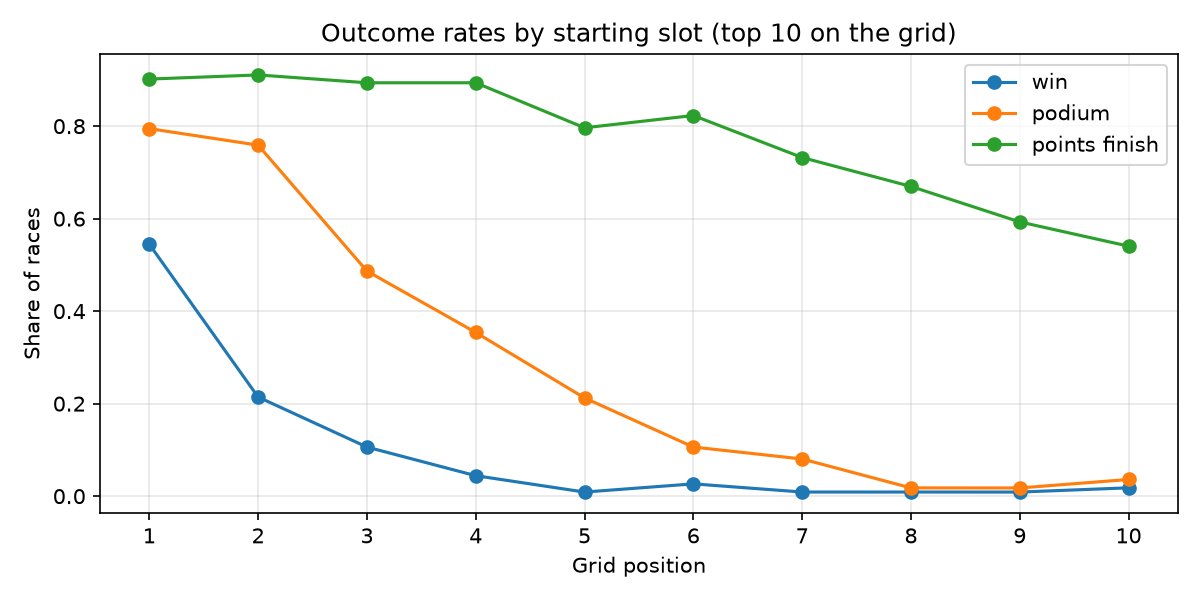 Outcome rates by starting slot (top 10 on the grid)
win
podium
points finish
Share of races
0.8
0.6
0.4
0.2
0.0
1 2 3 4 5 6 7 8 9 10
Grid position